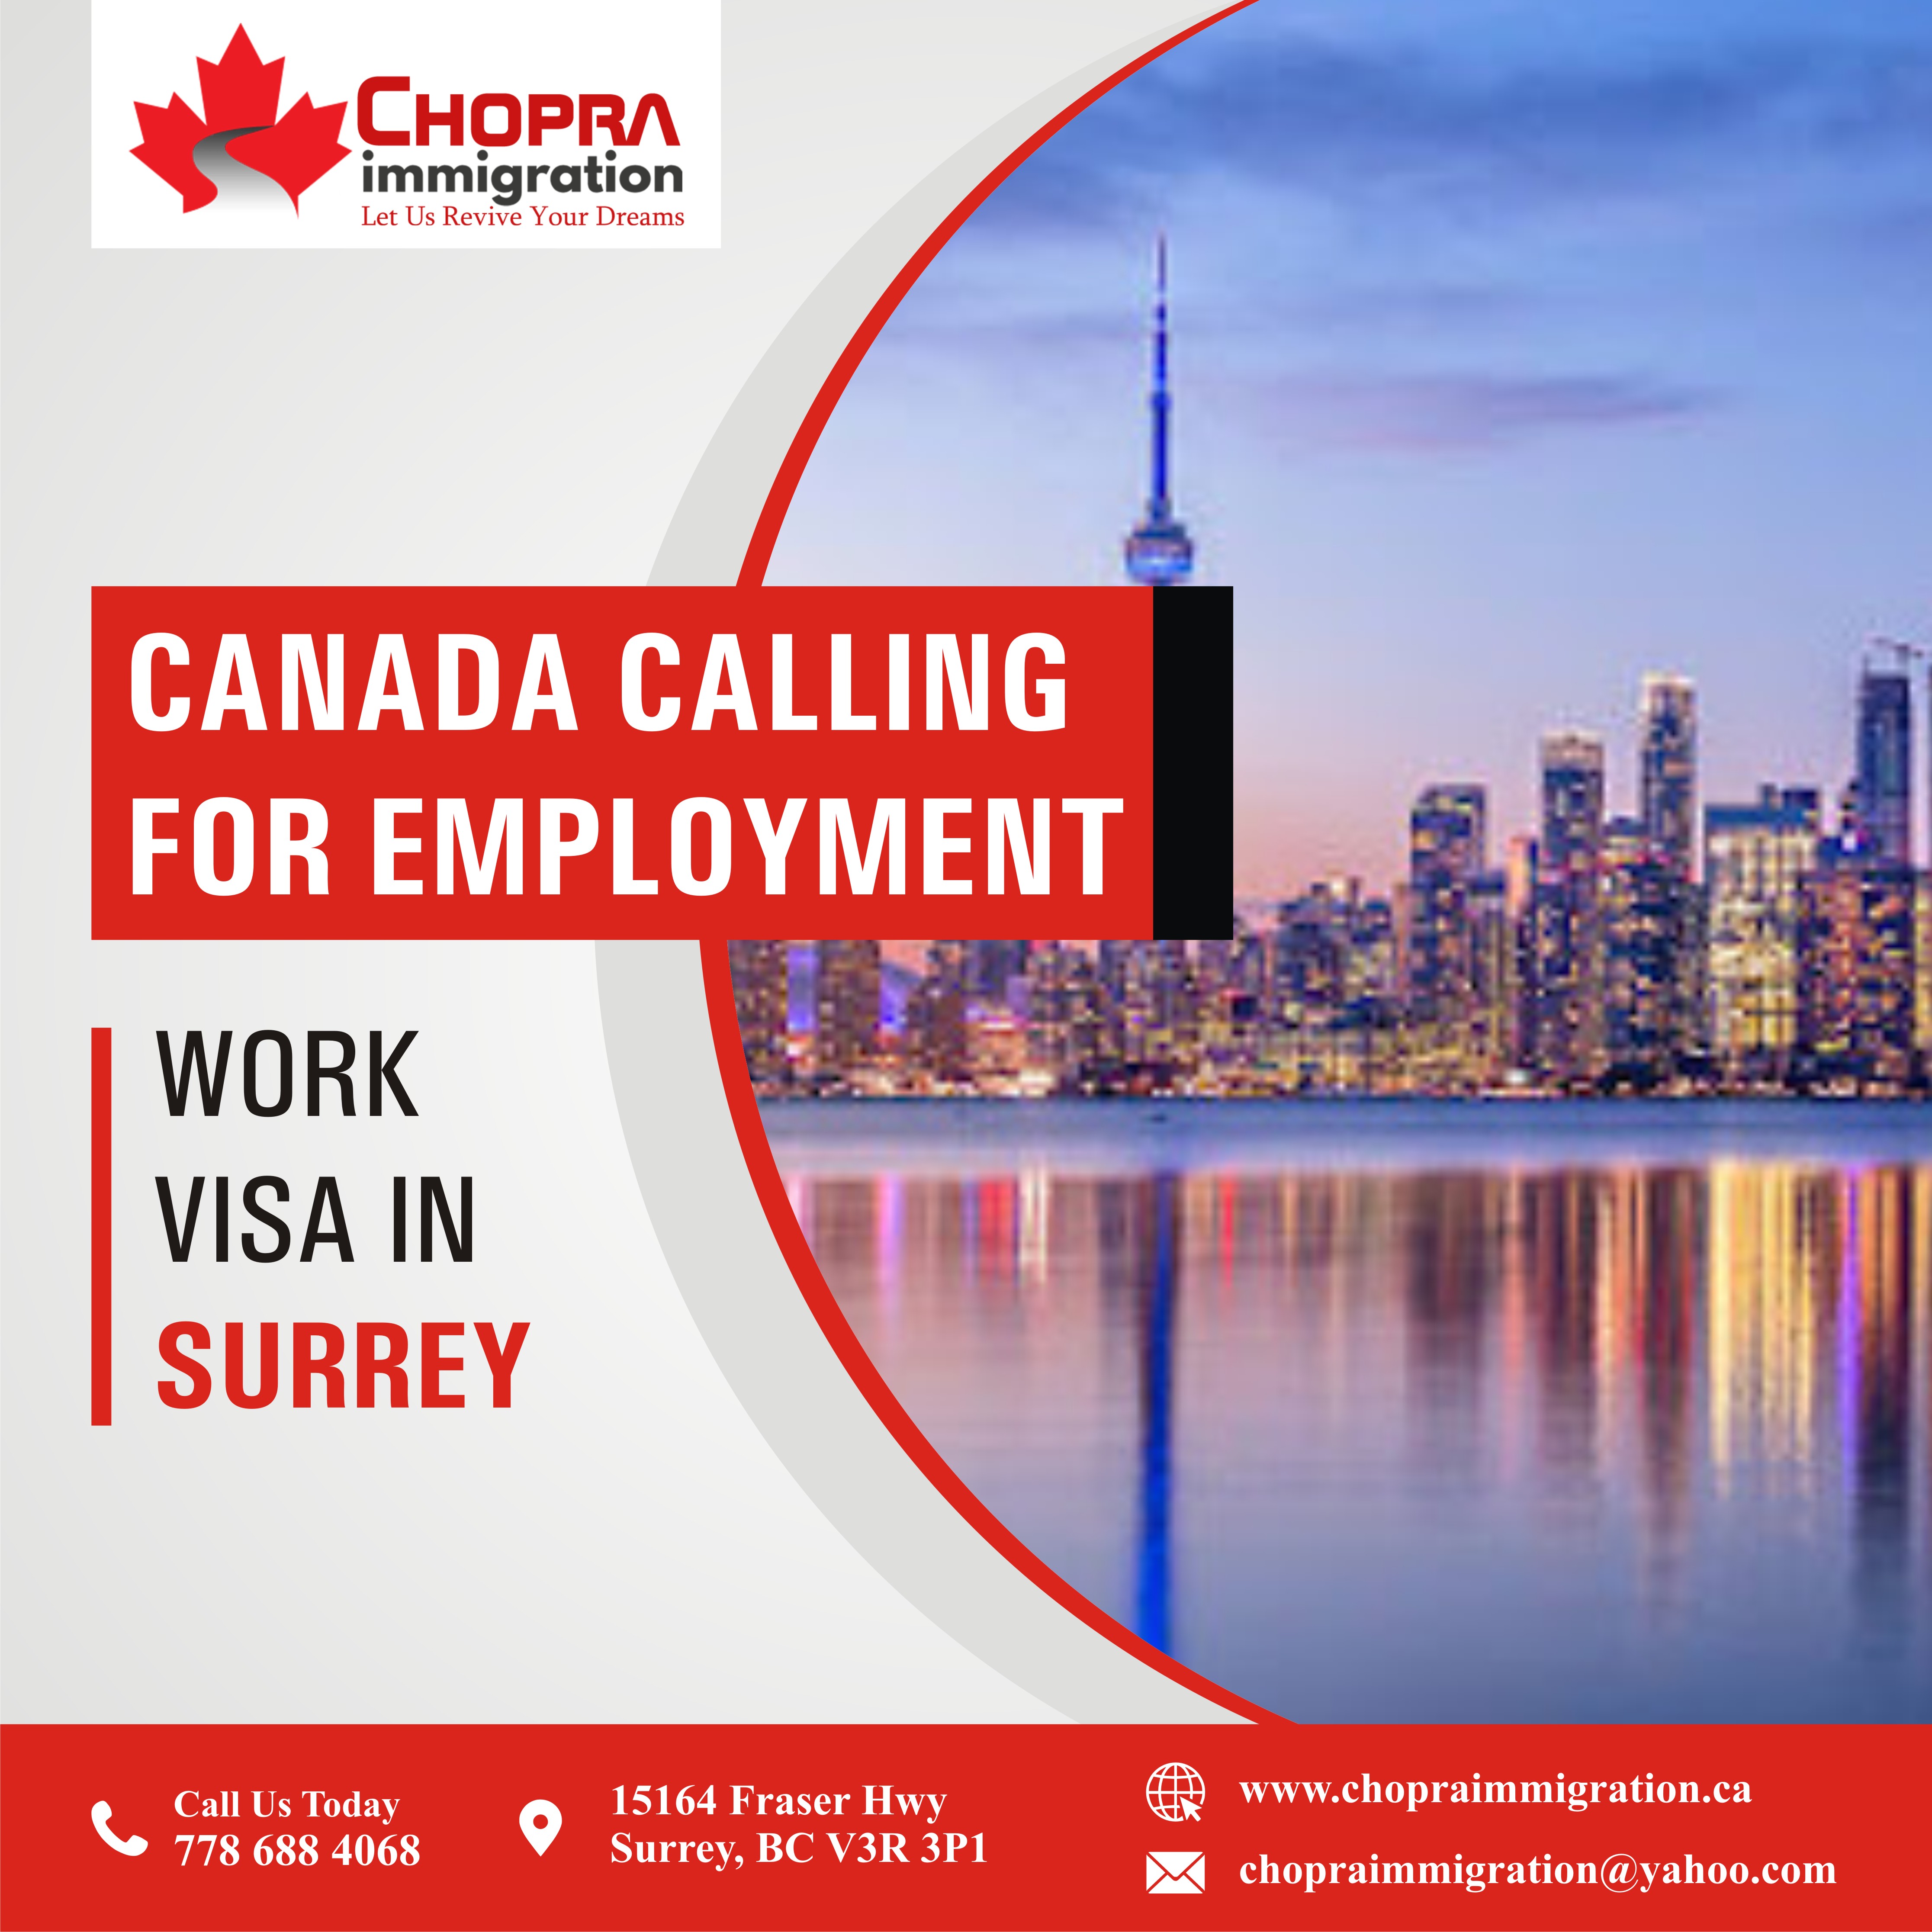 CHOPRA
immigration
Let Us Revive Your Dreams
CANADA CALLING
FOR EMPLOYMENT
WORK
VISA IN
SURREY
Call Us Today
778 688 4068
15164 Fraser Hwy
Surrey, BC V3R 3P1
www.chopraimmigration.ca
chopraimmigration@yahoo.com